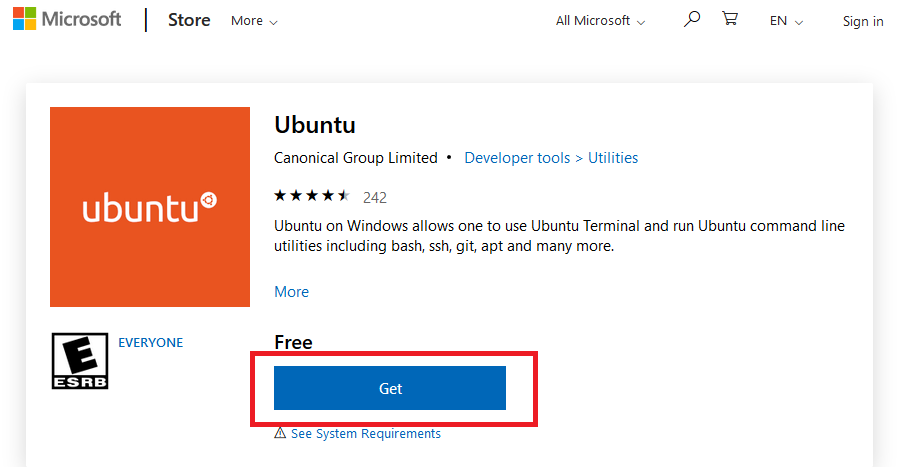 Microsoft Store More All Microsoft EN Sign in
ubuntu
Ubuntu
Canonical Group Limited • Developer tools > Utilities
242
Ubuntu on Windows allows one to use Ubuntu Terminal and run Ubuntu command line
utilities including bash, ssh, git, apt and many more.
More
E
ESRB
EVERYONE
Free
Get
See System Requirements